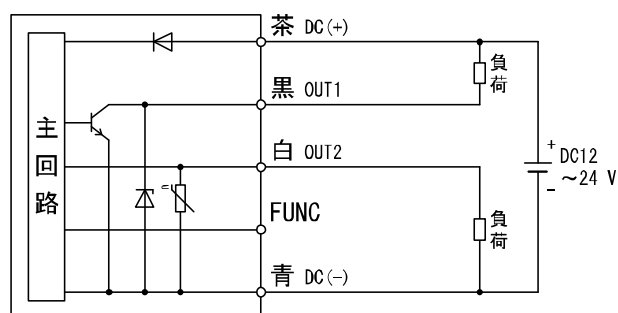 茶 DC(+)
負荷
黒 OUT1
主回路
白 OUT2
+
DC12
～24 V
-
FUNC
負荷
青 DC(-)